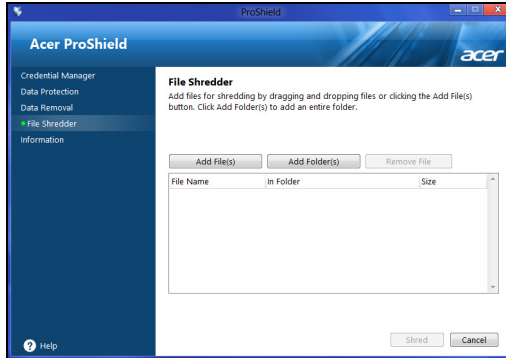 ProShield
Acer ProShield
acer
Credential Manager
Data Protection
Data Removal
File Shredder
Information
File Shredder
Add files for shredding by dragging and dropping files or clicking the Add File(s)
button. Click Add Folder(s) to add an entire folder.
Add File(s) Add Folder(s) Remove File
File Name In Folder Size
? Help
Shred Cancel